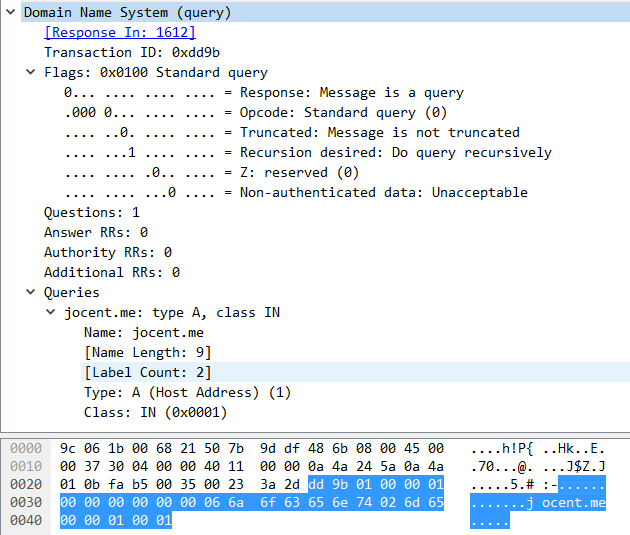 Domain Name System (query)
[Response In: 1612]
Transaction ID: 0xdd9b
Flags: 0x0100 Standard query
0... .... .... .... = Response: Message is a query
.000 0... .... .... = Opcode: Standard query (0)
.... ..0. .... .... = Truncated: Message is not truncated
.... ...1 .... .... = Recursion desired: Do query recursively
.... .... .0.. .... = Z: reserved (0)
.... .... ...0 .... = Non-authenticated data: Unacceptable
Questions: 1
Answer RRs: 0
Authority RRs: 0
Additional RRs: 0
Queries
jocent.me: type A, class IN
Name: jocent.me
[Name Length: 9]
[Label Count: 2]
Type: A (Host Address) (1)
Class: IN (0x0001)
0000 9c 06 1b 00 68 21 50 7b 9d df 48 6b 08 00 45 00 ....h!P{ ..Hk..E.
0010 00 37 30 04 00 00 40 11 00 00 0a 4a 24 5a 0a 4a .70...@. ...J$Z.J
0020 01 0b fa b5 00 35 00 23 3a 2d dd 9b 01 00 00 01 .....5.# :-......
0030 00 00 00 00 00 00 06 6a 6f 63 65 6e 74 02 6d 65 .......j ocent.me
0040 00 00 01 00 01 .....